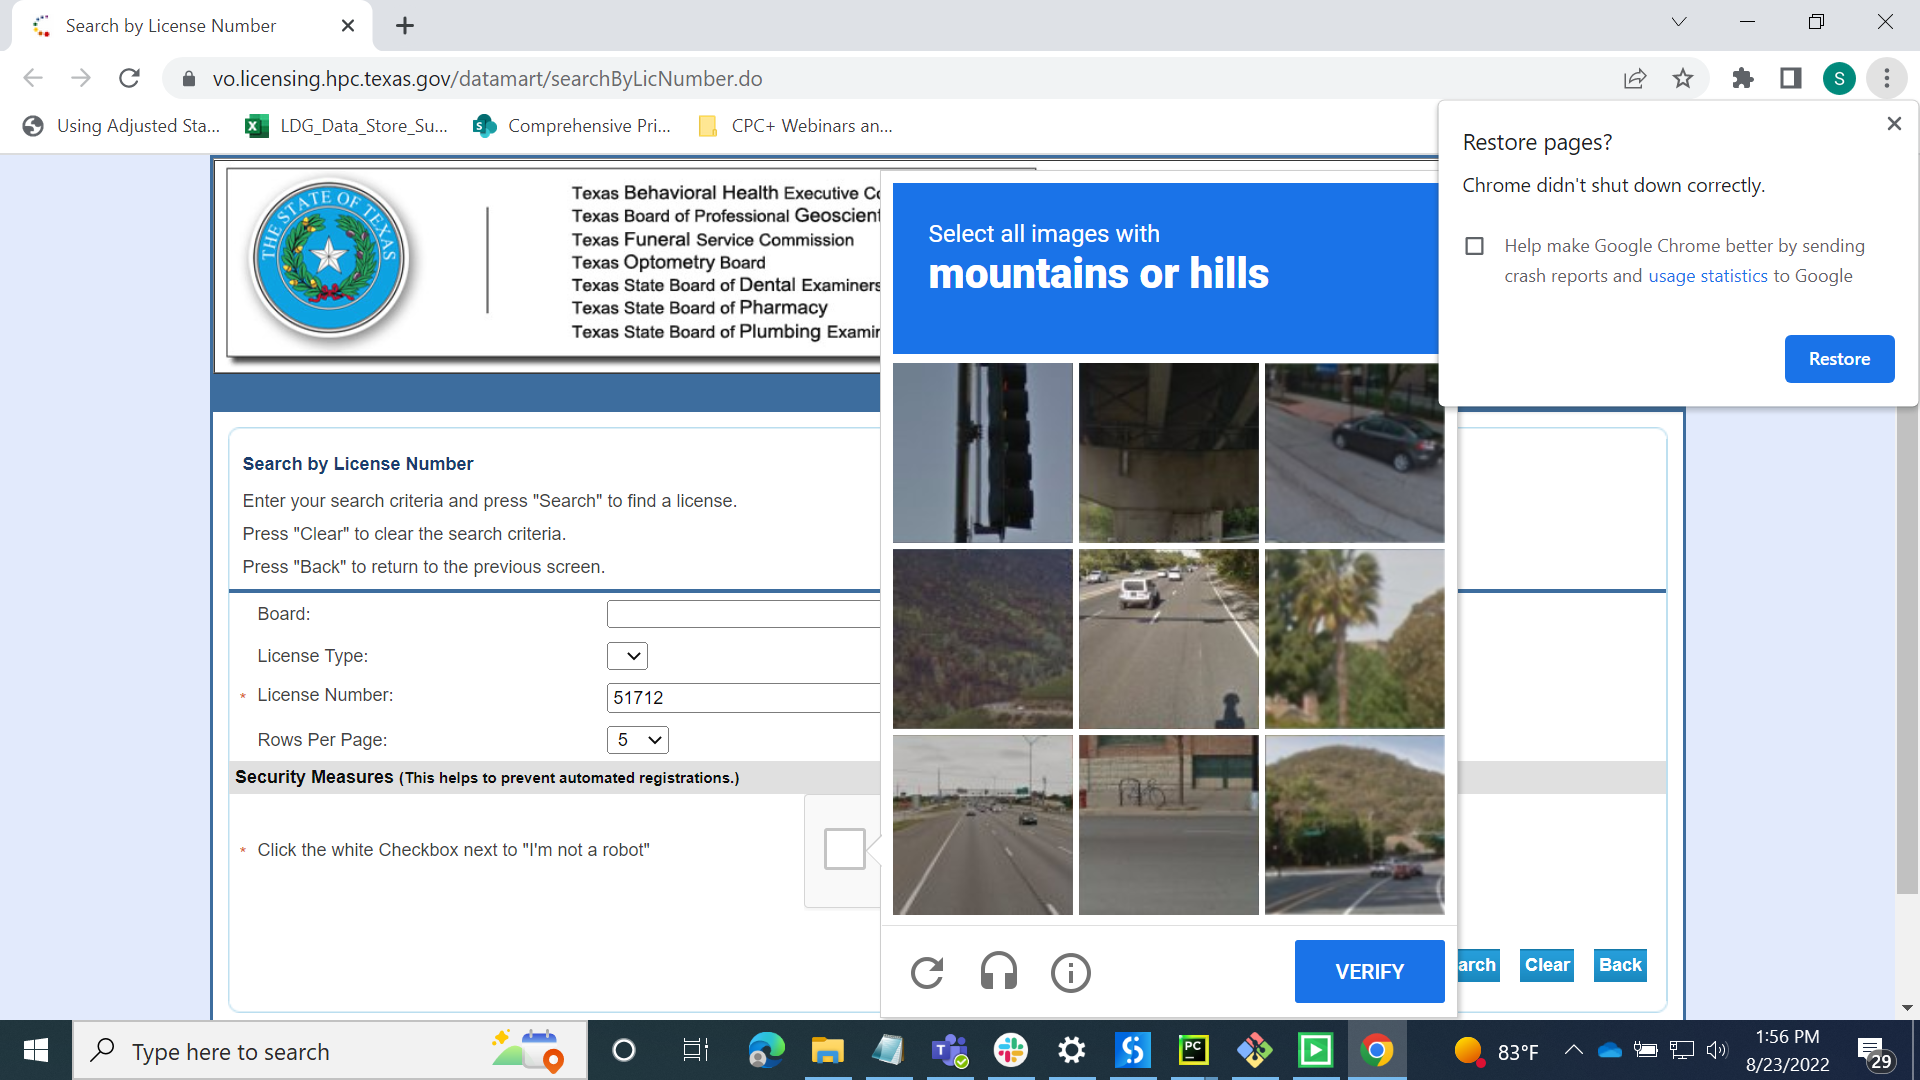 Search by License Number
vo.licensing.hpc.texas.gov/datamart/searchByLicNumber.do
S
Using Adjusted Sta...
LDG_Data_Store_Su...
Comprehensive Pri...
CPC+ Webinars an...
Restore pages?
Chrome didn't shut down correctly.
Help make Google Chrome better by sending
crash reports and usage statistics to Google
Restore
THE STATE OF TEXAS
Texas Behavioral Health Executive Co
Texas Board of Professional Geoscient
Texas Funeral Service Commission
Texas Optometry Board
Texas State Board of Dental Examiners
Texas State Board of Pharmacy
Texas State Board of Plumbing Examin
Select all images with
mountains or hills
Search by License Number
Enter your search criteria and press "Search" to find a license.
Press "Clear" to clear the search criteria.
Press "Back" to return to the previous screen.
Board:
License Type:
* License Number:
51712
Rows Per Page:
5
Security Measures (This helps to prevent automated registrations.)
* Click the white Checkbox next to "I'm not a robot"
VERIFY
arch
Clear
Back
Type here to search
83°F
1:56 PM
8/23/2022
29